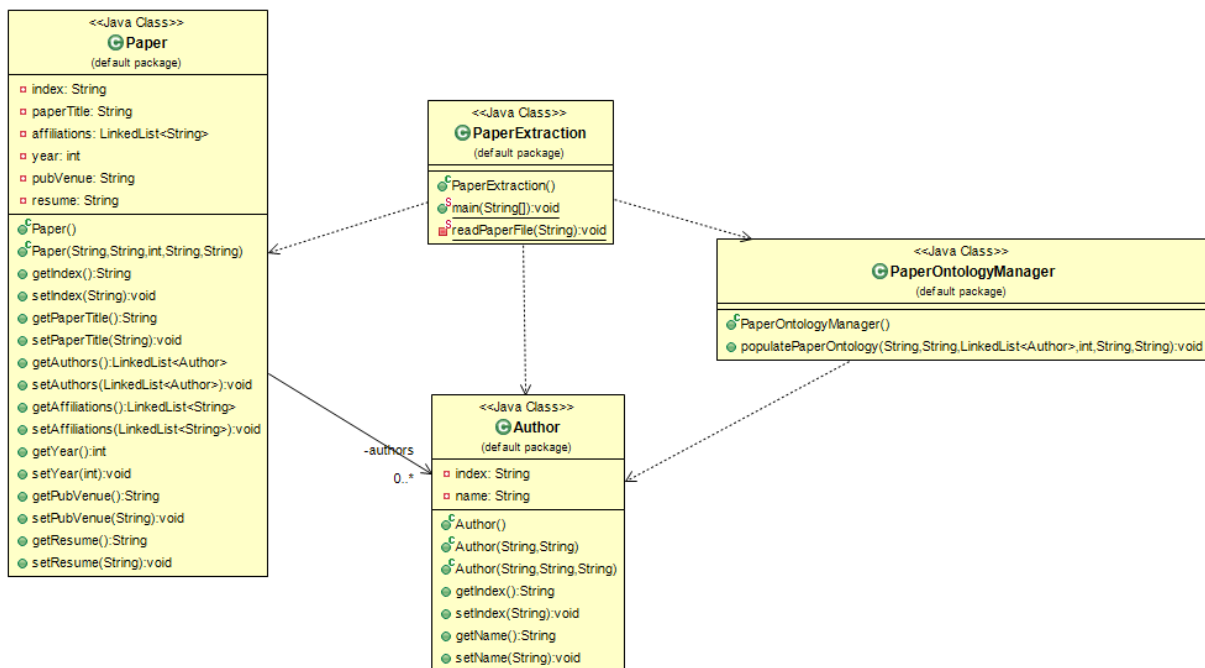 <<Java Class>>
Paper
(default package)
index: String
paperTitle: String
affiliations: LinkedList<String>
year: int
pubVenue: String
resume: String
Paper()
Paper(String,String,int,String,String)
getIndex():String
setIndex(String):void
getPaperTitle():String
setPaperTitle(String):void
getAuthors():LinkedList<Author>
setAuthors(LinkedList<Author>):void
getAffiliations():LinkedList<String>
setAffiliations(LinkedList<String>):void
getYear():int
setYear(int):void
getPubVenue():String
setPubVenue(String):void
getResume():String
setResume(String):void
<<Java Class>>
PaperExtraction
(default package)
PaperExtraction()
main(String[]):void
readPaperFile(String):void
<<Java Class>>
PaperOntologyManager
(default package)
PaperOntologyManager()
populatePaperOntology(String,String,LinkedList<Author>,int,String,String):void
-authors
0..*
<<Java Class>>
Author
(default package)
index: String
name: String
Author()
Author(String,String)
Author(String,String,String)
getIndex():String
setIndex(String):void
getName():String
setName(String):void